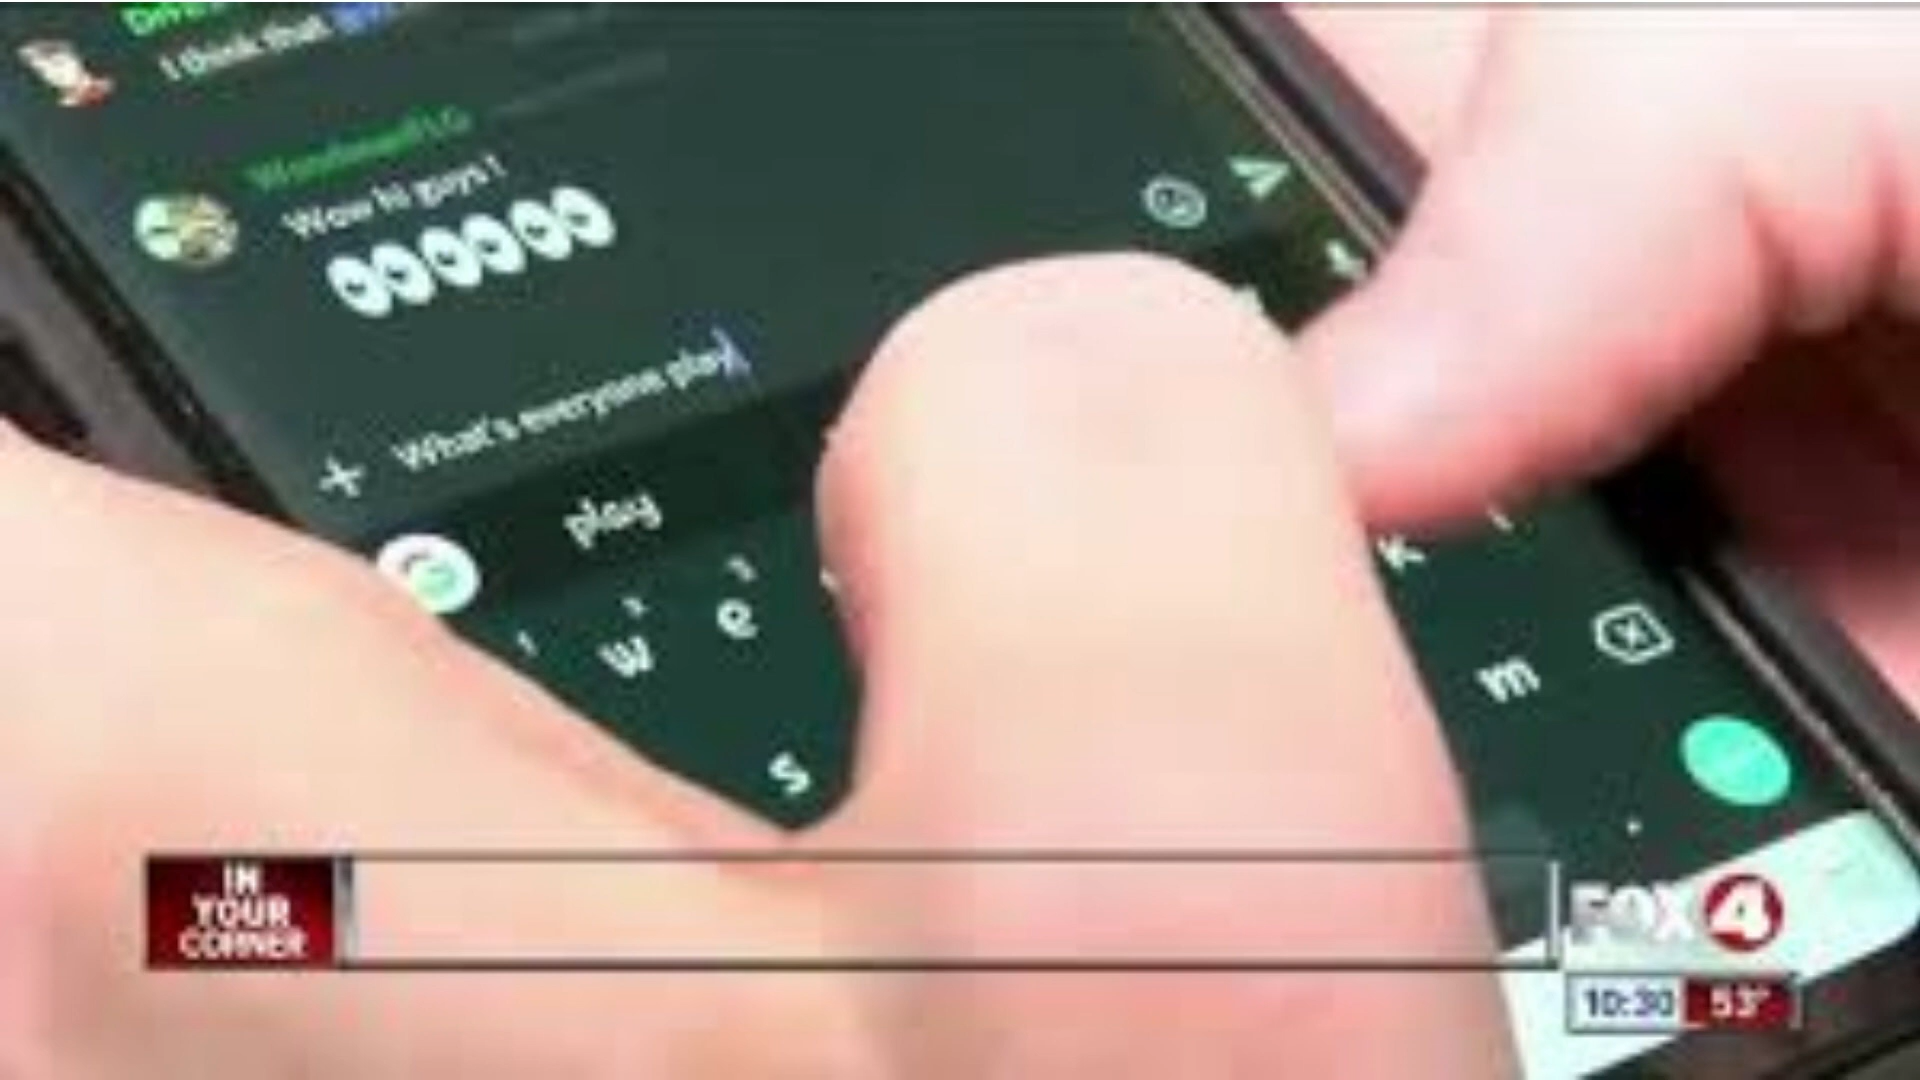 I think that
Wow hi guys!
What's everyone play
play
w e
s
K
m
IN
YOUR
CORNER
FOX 4
10:30 53°